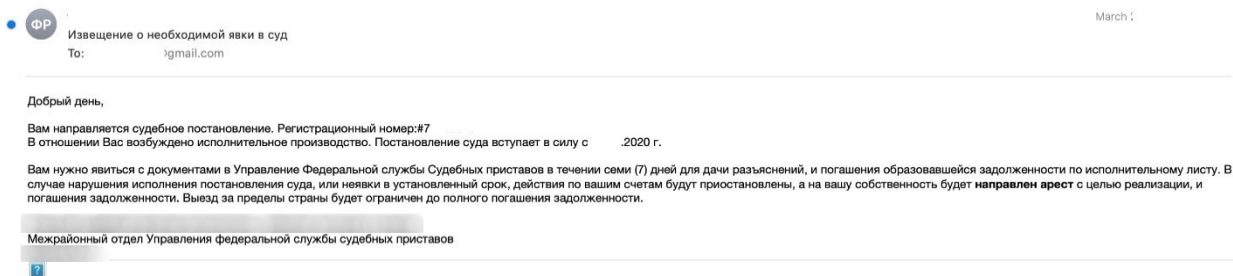 ФР
March
Извещение о необходимой явки в суд
To: gmail.com
Добрый день,
Вам направляется судебное постановление. Регистрационный номер:#7
В отношении Вас возбуждено исполнительное производство. Постановление суда вступает в силу с .2020 г.
Вам нужно явиться с документами в Управление Федеральной службы Судебных приставов в течении семи (7) дней для дачи разъяснений, и погашения образовавшейся задолженности по исполнительному листу. В
случае нарушения исполнения постановления суда, или неявки в установленный срок, действия по вашим счетам будут приостановлены, а на вашу собственность будет направлен арест с целью реализации, и
погашения задолженности. Выезд за пределы страны будет ограничен до полного погашения задолженности.
Межрайонный отдел Управления федеральной службы судебных приставов
?